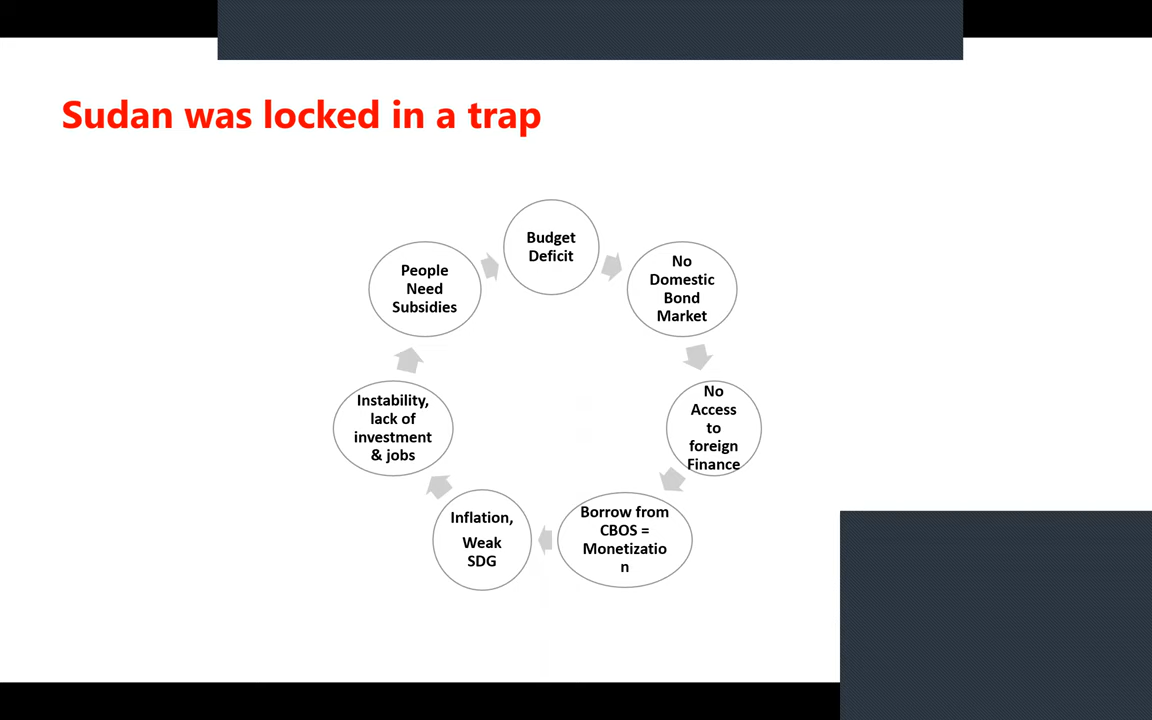 Sudan was locked in a trap
Budget
Deficit
No
Domestic
Bond
Market
No
Access
to
foreign
Finance
Borrow from
CBOS =
Monetizatio
n
Inflation,
Weak
SDG
Instability,
lack of
investment
& jobs
People
Need
Subsidies